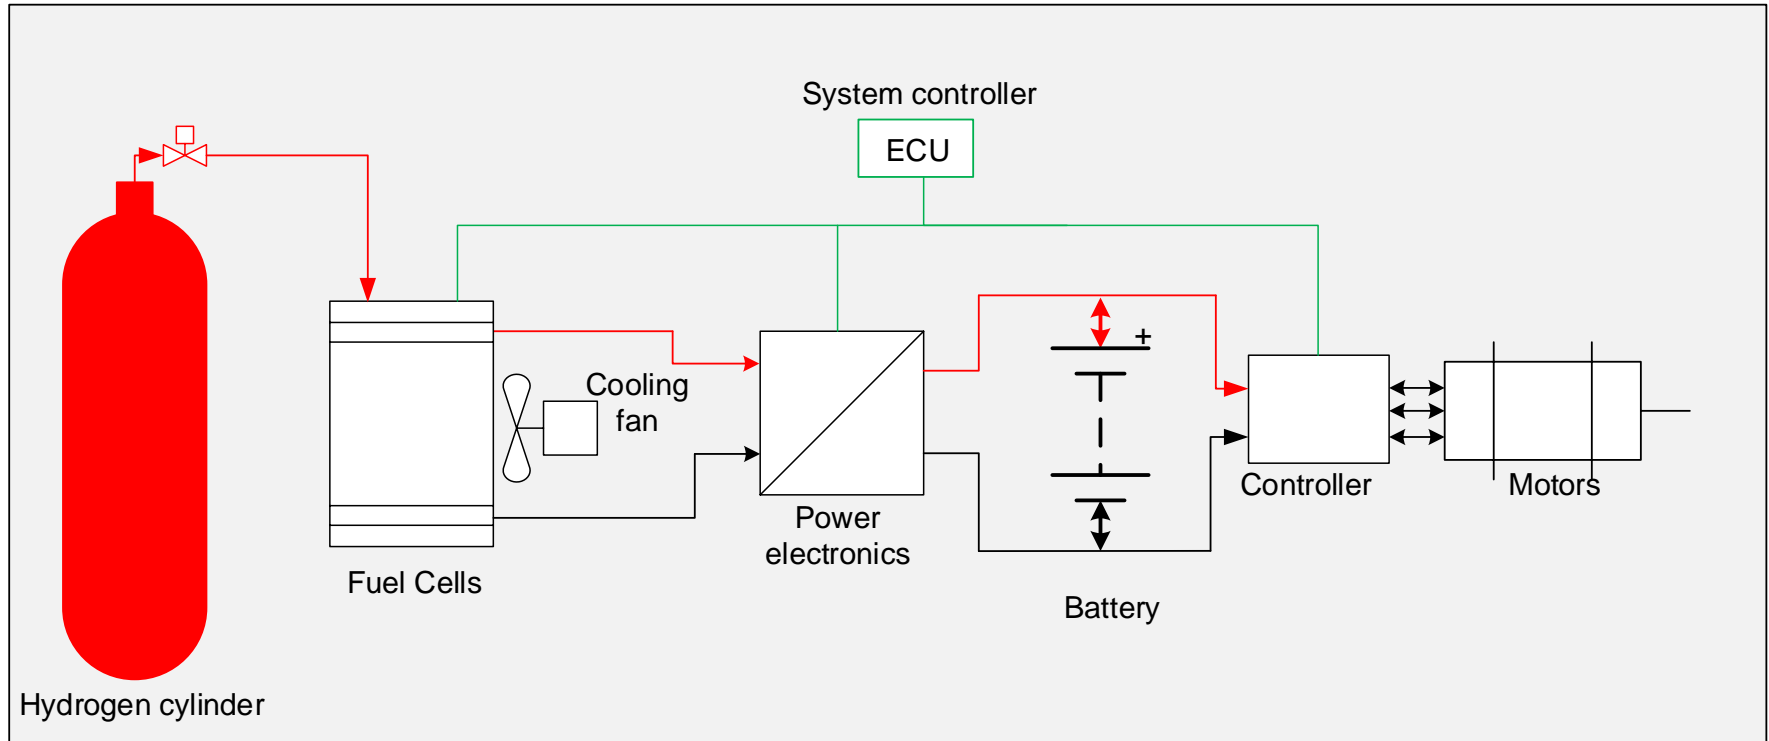 System controller
ECU
Cooling
fan
+
Controller
Motors
Power
electronics
Fuel Cells
Battery
Hydrogen cylinder